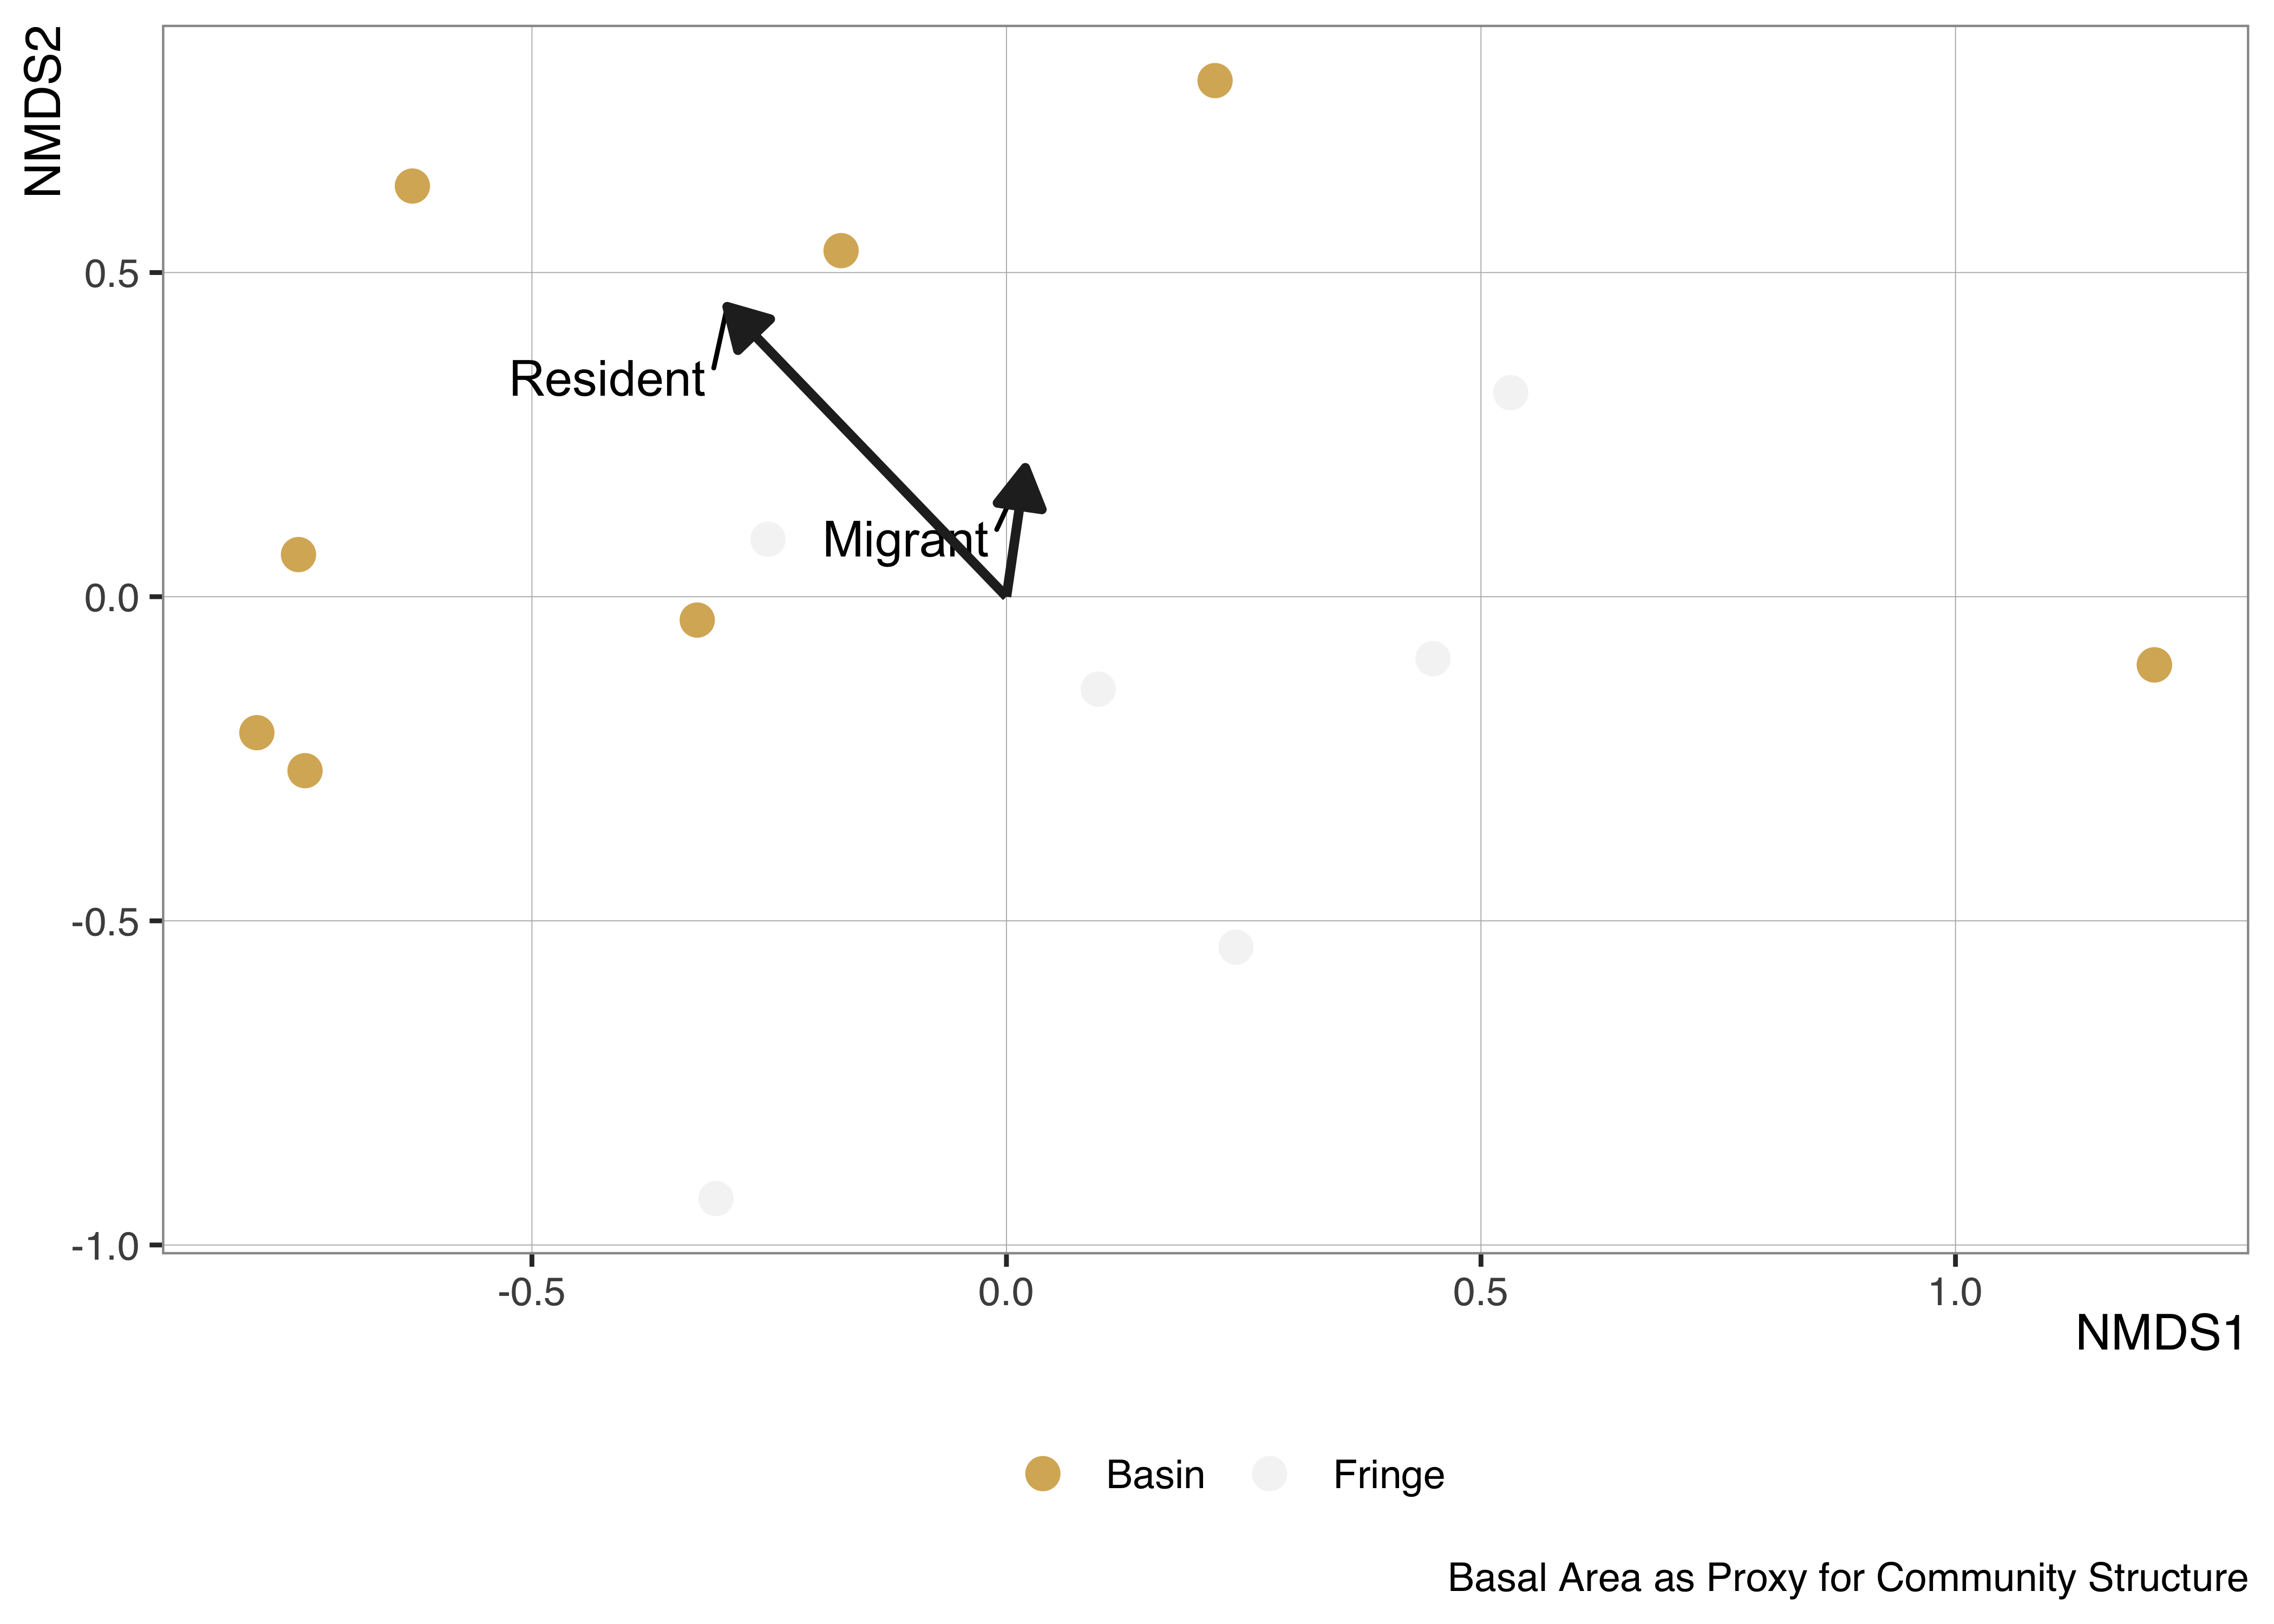 NMDS2
0.5
0.0
-0.5
-1.0
Resident
Migrant
-0.5 0.0 0.5 1.0
NMDS1
Basin Fringe
Basal Area as Proxy for Community Structure